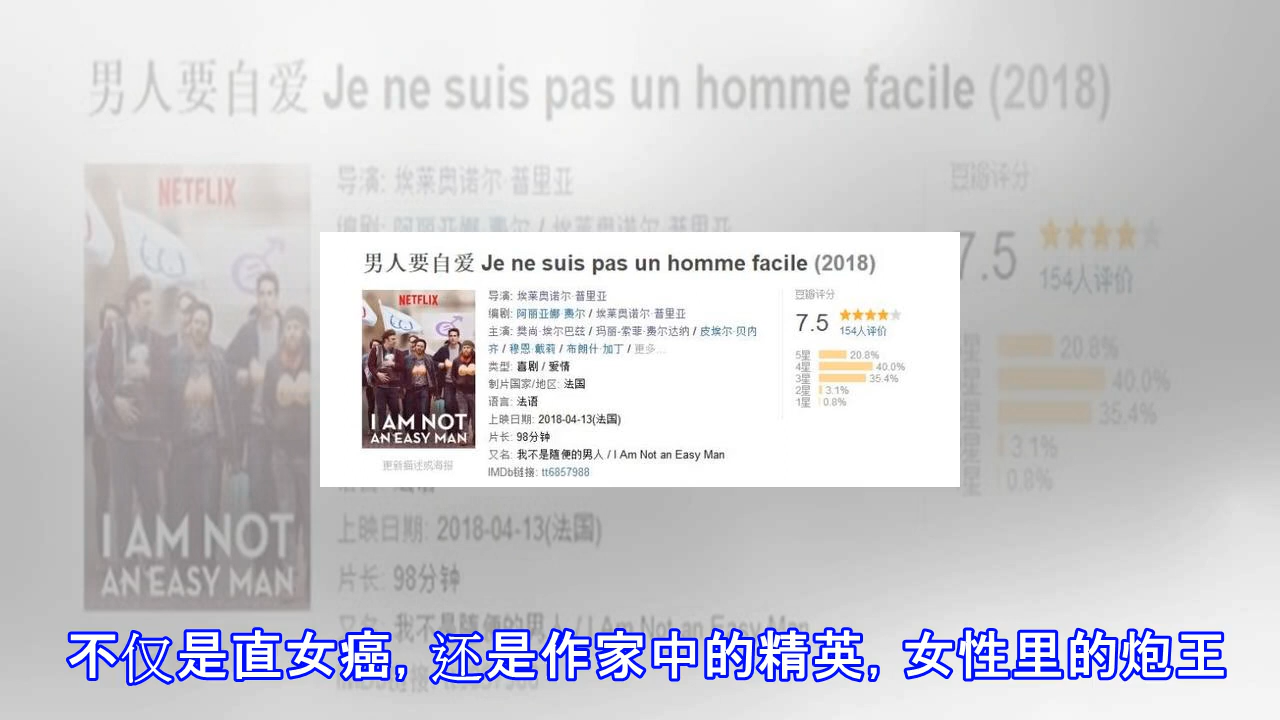 男人要自爱 Je ne suis pas un homme facile (2018)
NETFLIX
I AM NOT
AN EASY MAN
更新描述或海报
导演: 埃莱奥诺尔·普里亚
编剧: 阿丽亚娜·费尔 / 埃莱奥诺尔·普里亚
主演: 樊尚·埃尔巴兹 / 玛丽-索菲·费尔达纳 / 皮埃尔·贝内
齐 / 穆恩·戴莉 / 布朗什·加丁 / 更多...
类型: 喜剧 / 爱情
制片国家/地区: 法国
语言: 法语
上映日期: 2018-04-13(法国)
片长: 98分钟
又名: 我不是随便的男人 / I Am Not an Easy Man
IMDb链接: tt6857988
豆瓣评分
7.5
154人评价
5星 20.8%
4星 40.0%
3星 35.4%
2星 3.1%
1星 0.8%
不仅是直女癌，还是作家中的精英，女性里的炮王